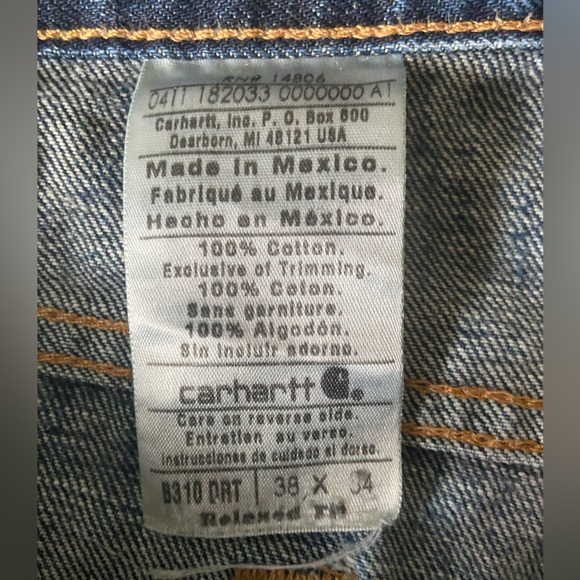 RN# 14806
0411 182033 0000000 A1
Carhartt, Inc. P. O. Box 600
Dearborn, MI 48121 USA
Made in Mexico.
Fabriqué au Mexique.
Hecho en México.
100% Cotton.
Exclusive of Trimming.
100% Coton.
Sans garniture.
100% Algodón.
Sin incluir adorno.
carhartt
Care on reverse side.
Entretien au verso.
Instrucciones de cuidado al dorso.
B310 DRT 38 X 34
Relaxed Fit